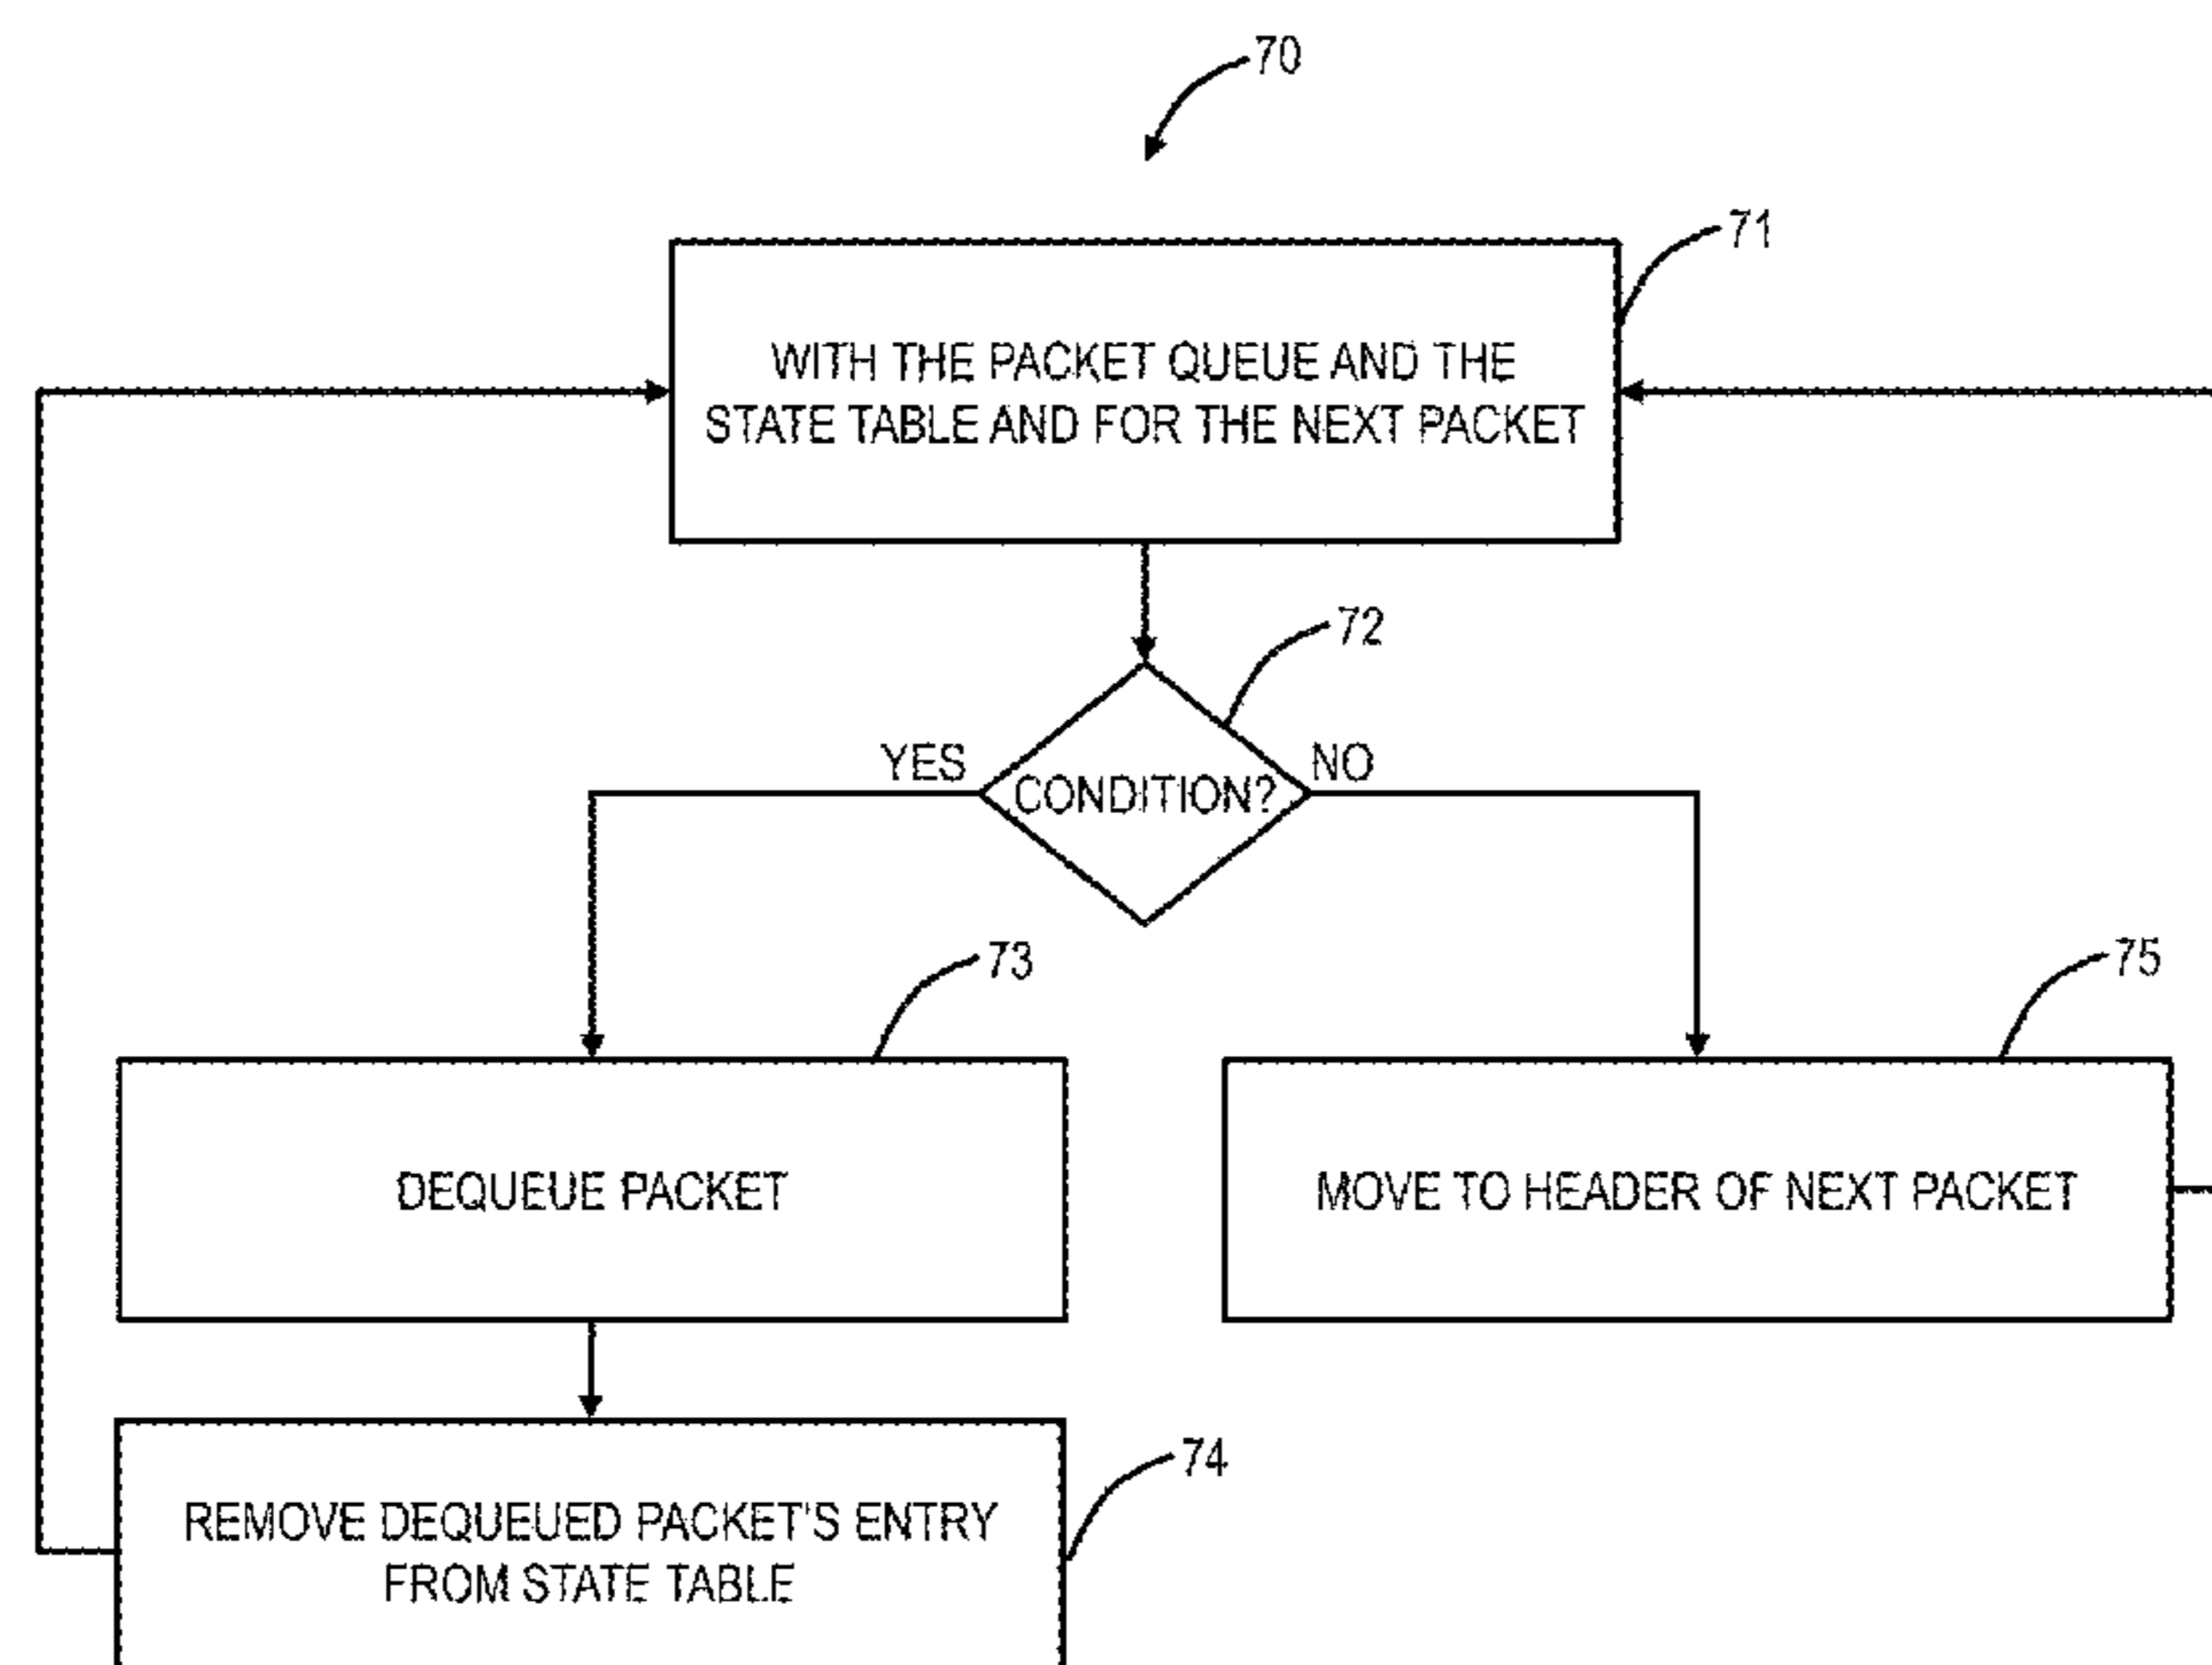 70
71
WITH THE PACKET QUEUE AND THE
STATE TABLE AND FOR THE NEXT PACKET
72
YES
CONDITION?
NO
73
75
DEQUEUE PACKET
MOVE TO HEADER OF NEXT PACKET
74
REMOVE DEQUEUED PACKET'S ENTRY
FROM STATE TABLE